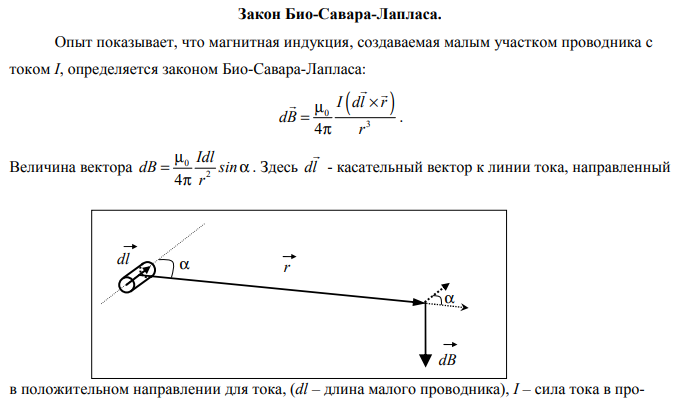 Закон Био-Савара-Лапласа.
Опыт показывает, что магнитная индукция, создаваемая малым участком проводника с
током I, определяется законом Био-Савара-Лапласа:
$d\vec{B} = \frac{\mu_0}{4\pi} \frac{I\left(d\vec{l} \times \vec{r}\right)}{r^3}$.
Величина вектора $dB = \frac{\mu_0}{4\pi} \frac{Idl}{r^2} sin\alpha$. Здесь $\vec{dl}$ - касательный вектор к линии тока, направленный
$\vec{dl}$
α
$\vec{r}$
α
$\vec{dB}$
в положительном направлении для тока, (dl – длина малого проводника), I – сила тока в про-